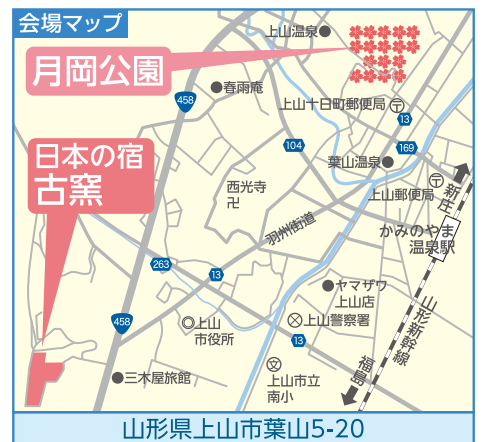 会場マップ
上山温泉
月岡公園
春雨庵
458
上山十日町郵便局
13
104
169
日本の宿
古窯
葉山温泉
西光寺
上山郵便局
新庄
羽州街道
かみのやま
温泉駅
263
13
ヤマザワ
上山店
山形新幹線
458
上山
市役所
上山警察署
13
福島
三木屋旅館
文
上山市立
南小
山形県上山市葉山5-20